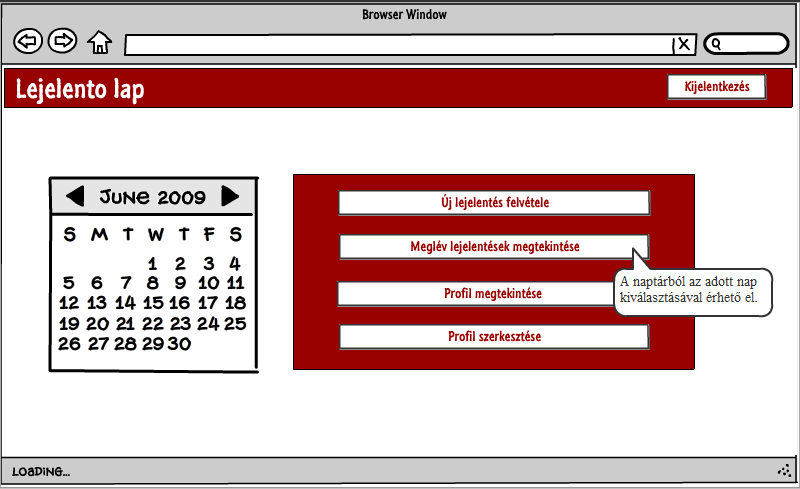 Browser Window
Lejelento lap
Kijelentkezés
June 2009
S M T W T F S
1 2 3 4
5 6 7 8 9 10 11
12 13 14 15 16 17 18
19 20 21 22 23 24 25
26 27 28 29 30
Új lejelentés felvétele
Meglév lejelentések megtekintése
A naptárból az adott nap
kiválasztásával érhető el.
Profil megtekintése
Profil szerkesztése
Loading...